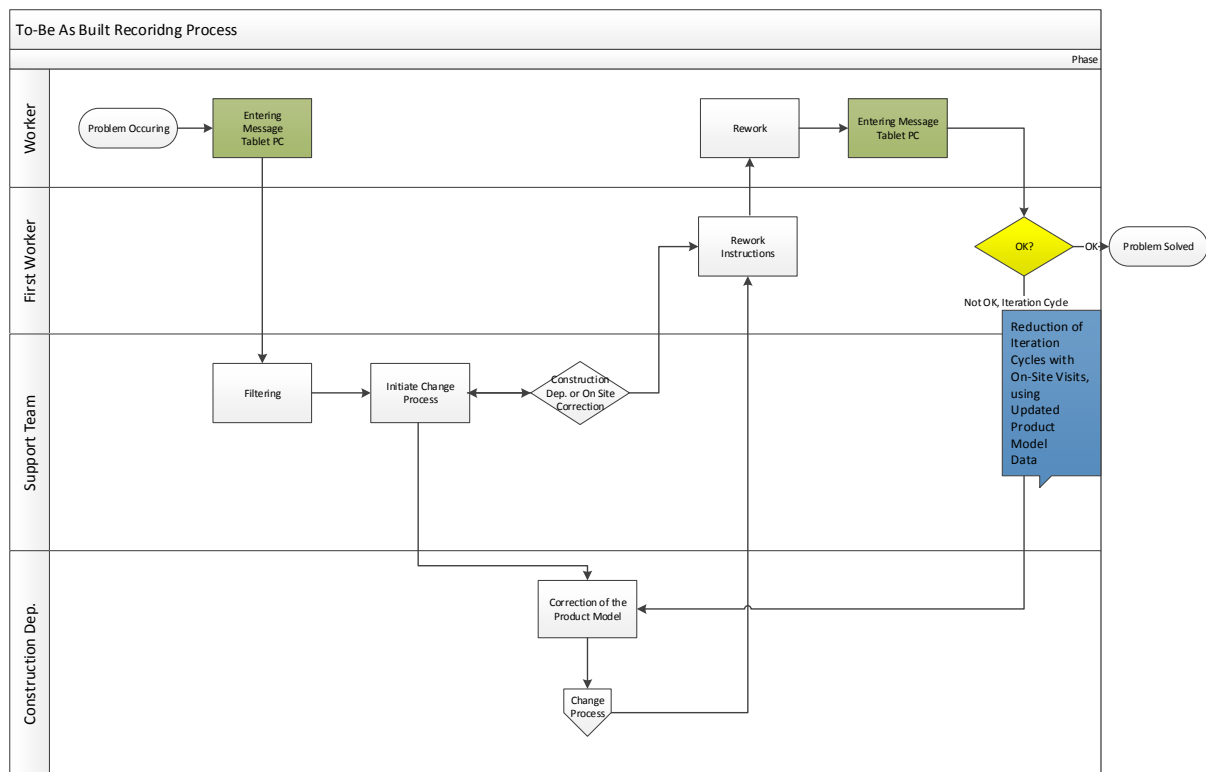 To-Be As Built Recoridng Process
Phase
Worker
Problem Occuring
Entering
Message
Tablet PC
Rework
Entering Message
Tablet PC
First Worker
Rework
Instructions
OK?
OK
Problem Solved
Not OK, Iteration Cycle
Reduction of
Iteration
Cycles with
On-Site Visits,
using
Updated
Product
Model
Data
Support Team
Filtering
Initiate Change
Process
Construction
Dep. or On Site
Correction
Construction Dep.
Correction of the
Product Model
Change
Process